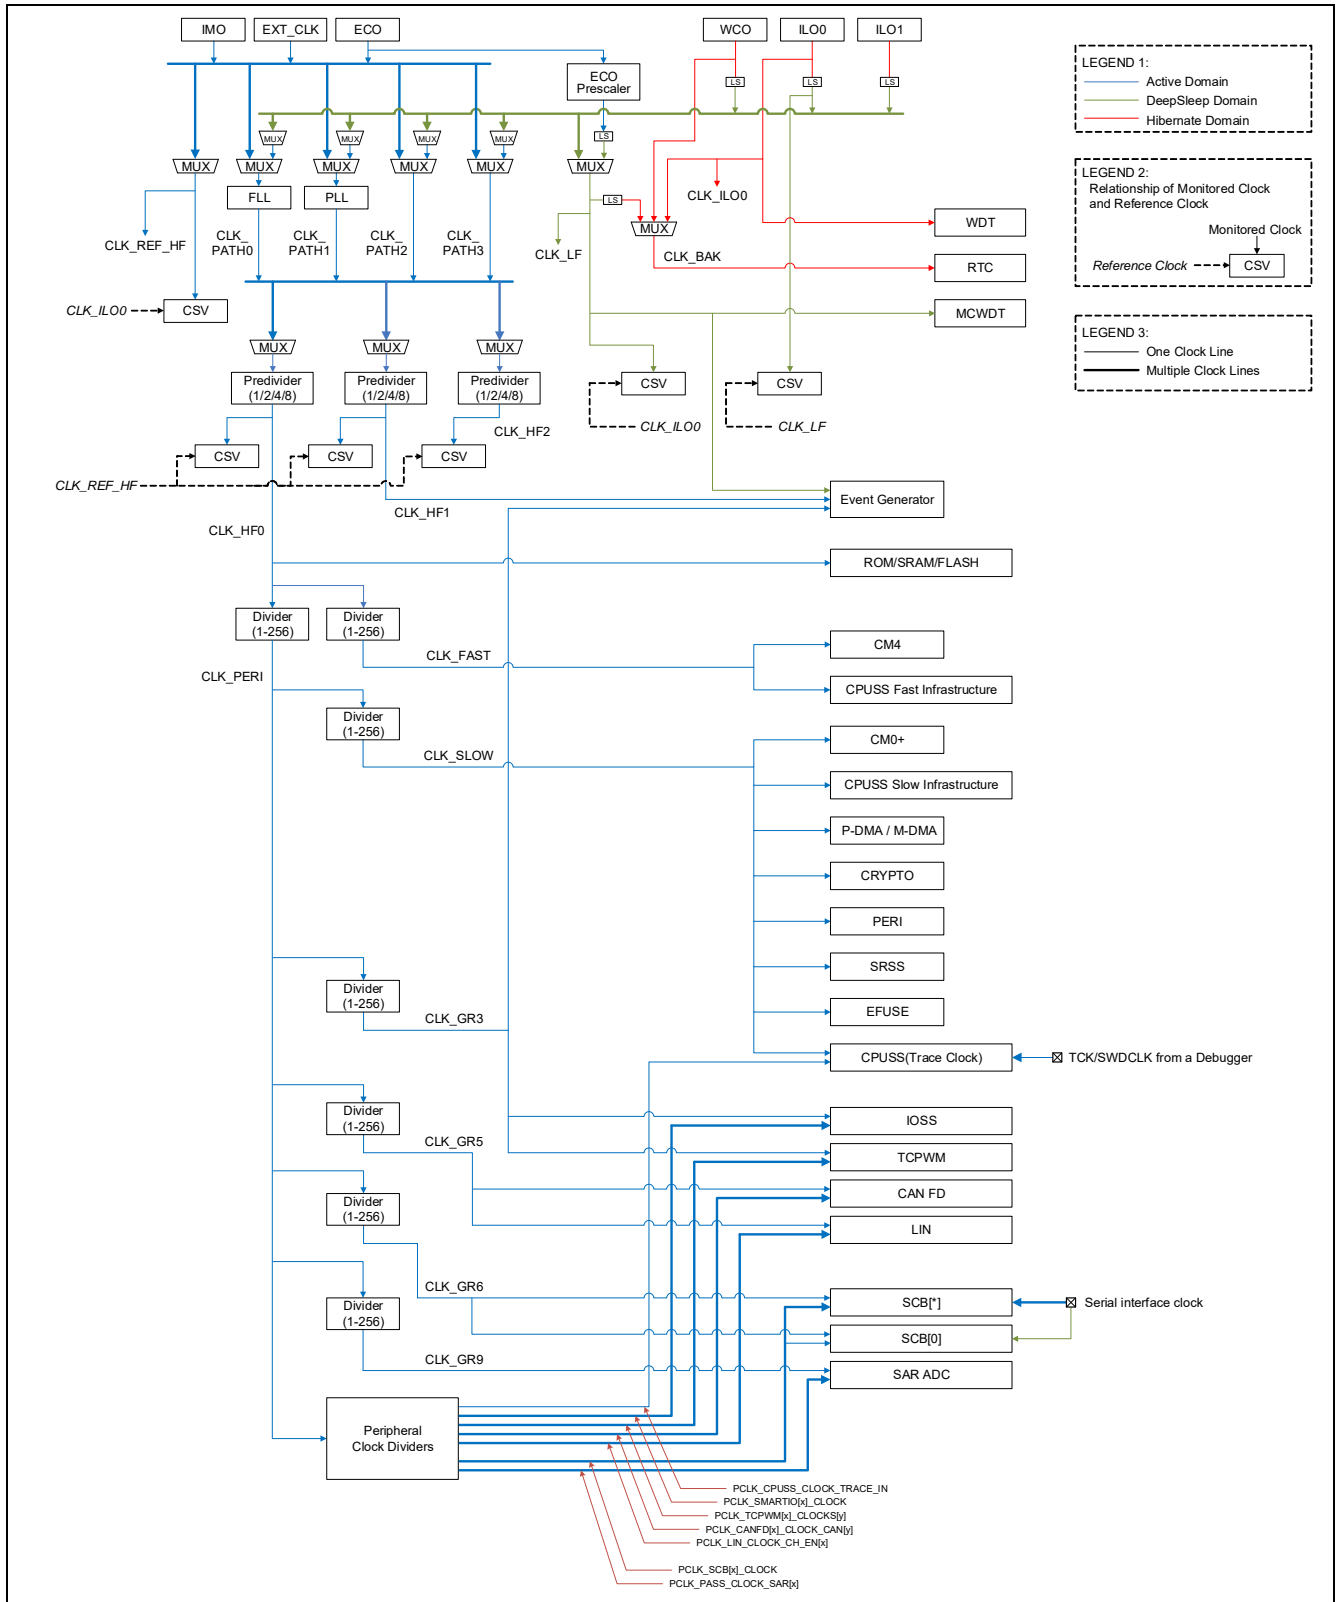 IMO
EXT_CLK
ECO
WCO
ILO0
ILO1
LS
LS
LS
ECO
Prescaler
LS
MUX
MUX
MUX
MUX
MUX
MUX
MUX
MUX
MUX
MUX
FLL
PLL
LS
CLK_ILO0
MUX
CLK_REF_HF
CLK_
PATH0
CLK_
PATH1
CLK_
PATH2
CLK_
PATH3
CLK_LF
CLK_BAK
WDT
RTC
MCWDT
CLK_ILO0
CSV
MUX
MUX
MUX
Predivider
(1/2/4/8)
Predivider
(1/2/4/8)
Predivider
(1/2/4/8)
CSV
CSV
CLK_ILO0
CLK_LF
CLK_HF2
CSV
CSV
CSV
CLK_REF_HF
CLK_HF1
CLK_HF0
Event Generator
ROM/SRAM/FLASH
Divider
(1-256)
Divider
(1-256)
CLK_FAST
CLK_PERI
CM4
CPUSS Fast Infrastructure
Divider
(1-256)
CLK_SLOW
CM0+
CPUSS Slow Infrastructure
P-DMA / M-DMA
CRYPTO
PERI
SRSS
EFUSE
Divider
(1-256)
CLK_GR3
CPUSS(Trace Clock)
TCK/SWDCLK from a Debugger
Divider
(1-256)
CLK_GR5
IOSS
TCPWM
CAN FD
LIN
Divider
(1-256)
CLK_GR6
Divider
(1-256)
CLK_GR9
SCB[*]
Serial interface clock
SCB[0]
SAR ADC
Peripheral
Clock Dividers
PCLK_CPUSS_CLOCK_TRACE_IN
PCLK_SMARTIO[x]_CLOCK
PCLK_TCPWM[x]_CLOCKS[y]
PCLK_CANFD[x]_CLOCK_CAN[y]
PCLK_LIN_CLOCK_CH_EN[x]
PCLK_SCB[x]_CLOCK
PCLK_PASS_CLOCK_SAR[x]
LEGEND 1:
Active Domain
DeepSleep Domain
Hibernate Domain
LEGEND 2:
Relationship of Monitored Clock
and Reference Clock
Monitored Clock
Reference Clock
CSV
LEGEND 3:
One Clock Line
Multiple Clock Lines